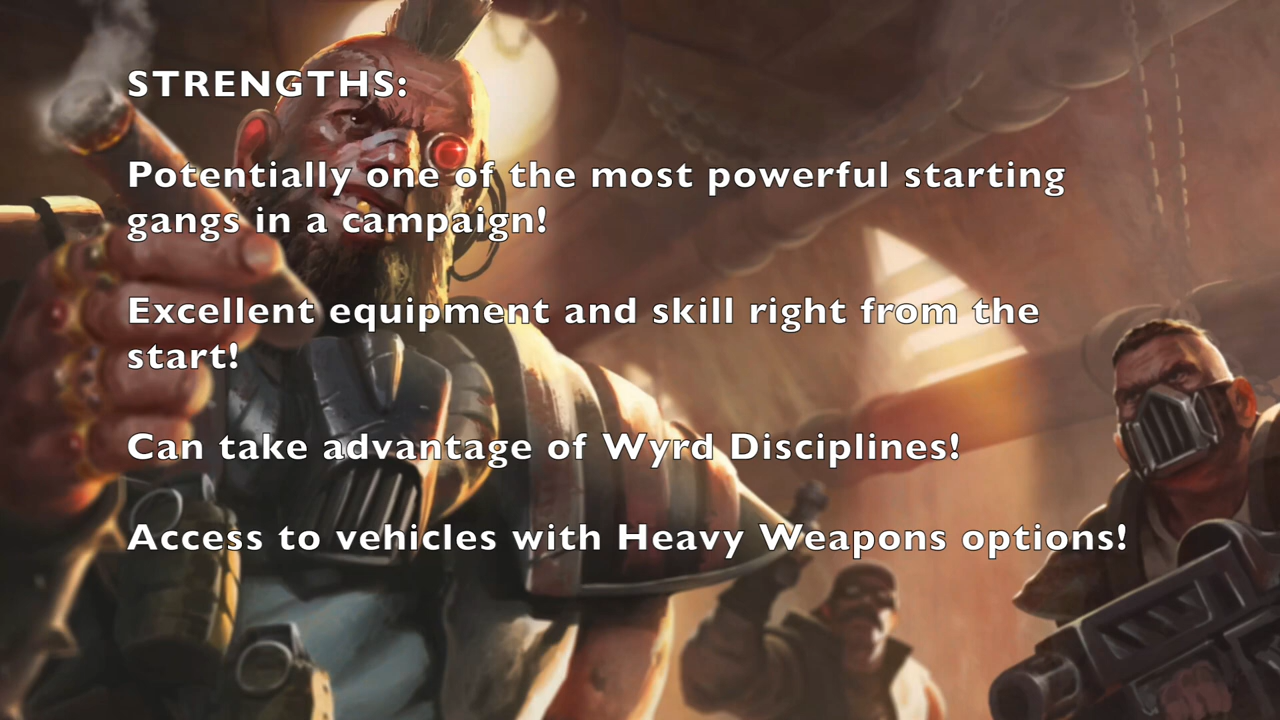 STRENGTHS:
Potentially one of the most powerful starting
gangs in a campaign!
Excellent equipment and skill right from the
start!
Can take advantage of Wyrd Disciplines!
Access to vehicles with Heavy Weapons options!